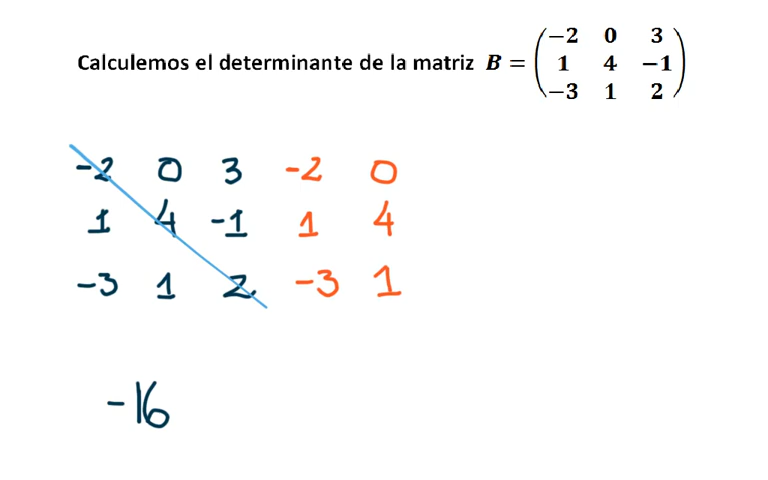 Calculemos el determinante de la matriz B = (−2 0 3
1 4 −1
−3 1 2)
-2 0 3 -2 0
1 4 -1 1 4
-3 1 2 -3 1
-16